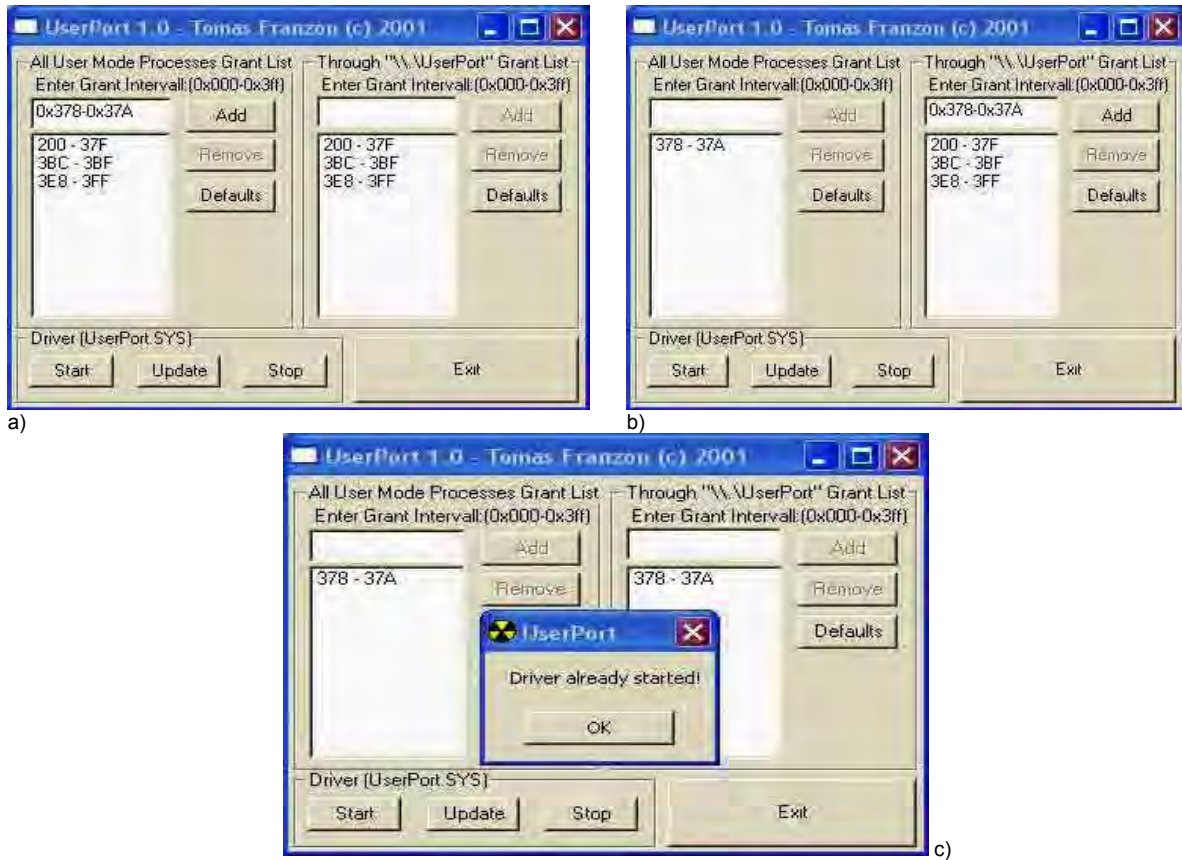 UserPort 1.0 - Tomas Franzon (c) 2001
All User Mode Processes Grant List
Enter Grant Intervall:(0x000-0x3ff)
0x378-0x37A
Add
200 - 37F
3BC - 3BF
3E8 - 3FF
Remove
Defaults
Through "\\.\UserPort" Grant List
Enter Grant Intervall:(0x000-0x3ff)
Add
200 - 37F
3BC - 3BF
3E8 - 3FF
Remove
Defaults
Driver (UserPort.SYS)
Start
Update
Stop
Exit
a)
UserPort 1.0 - Tomas Franzon (c) 2001
All User Mode Processes Grant List
Enter Grant Intervall:(0x000-0x3ff)
Add
378 - 37A
Remove
Defaults
Through "\\.\UserPort" Grant List
Enter Grant Intervall:(0x000-0x3ff)
0x378-0x37A
Add
200 - 37F
3BC - 3BF
3E8 - 3FF
Remove
Defaults
Driver (UserPort.SYS)
Start
Update
Stop
Exit
b)
UserPort 1.0 - Tomas Franzon (c) 2001
All User Mode Processes Grant List
Enter Grant Intervall:(0x000-0x3ff)
Add
378 - 37A
Remove
Through "\\.\UserPort" Grant List
Enter Grant Intervall:(0x000-0x3ff)
Add
378 - 37A
Remove
Defaults
UserPort
Driver already started!
OK
Driver (UserPort.SYS)
Start
Update
Stop
Exit
c)